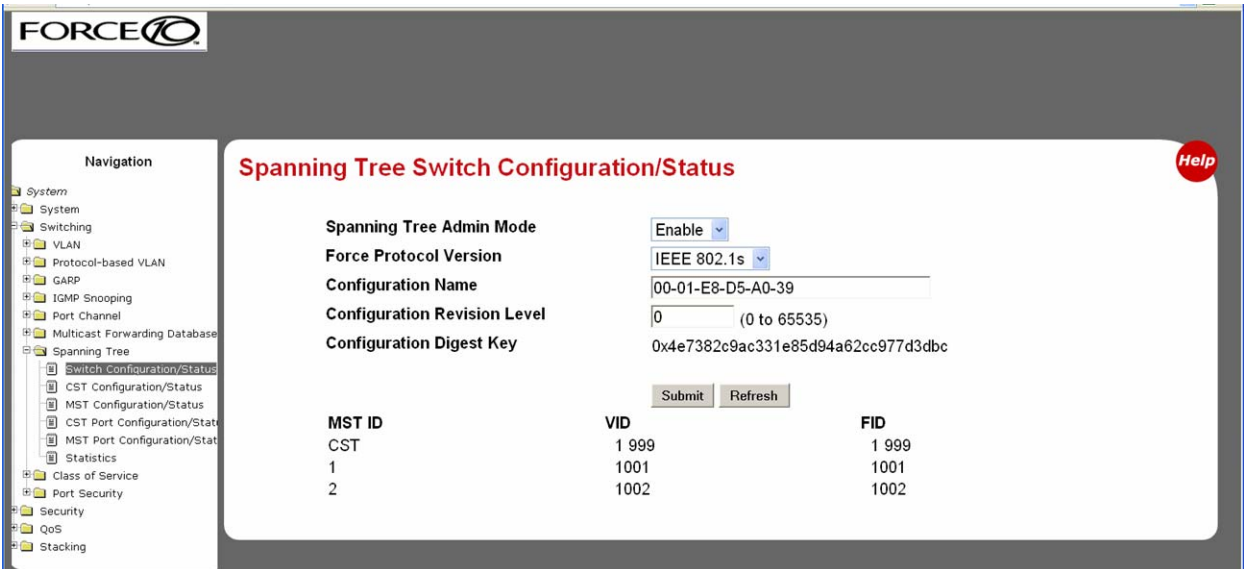 FORCE10
Navigation
System
System
Switching
VLAN
Protocol-based VLAN
GARP
IGMP Snooping
Port Channel
Multicast Forwarding Database
Spanning Tree
Switch Configuration/Status
CST Configuration/Status
MST Configuration/Status
CST Port Configuration/Stat
MST Port Configuration/Stat
Statistics
Class of Service
Port Security
Security
QoS
Stacking
Spanning Tree Switch Configuration/Status
Help
Spanning Tree Admin Mode Enable
Force Protocol Version IEEE 802.1s
Configuration Name 00-01-E8-D5-A0-39
Configuration Revision Level 0 (0 to 65535)
Configuration Digest Key 0x4e7382c9ac331e85d94a62cc977d3dbc
Submit Refresh
MST ID VID FID
CST 1 999 1 999
1 1001 1001
2 1002 1002